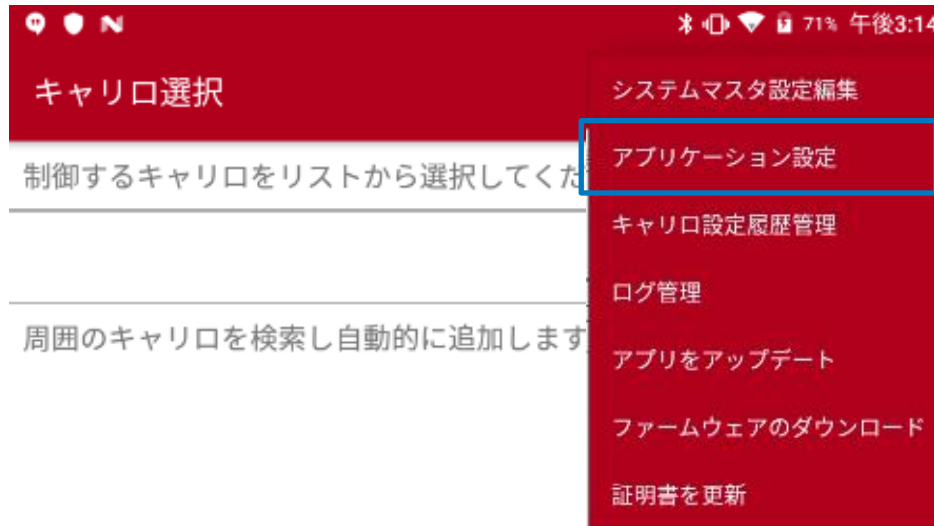 71% 午後3:14
キャリロ選択
制御するキャリロをリストから選択してくだ
周囲のキャリロを検索し自動的に追加します
システムマスタ設定編集
アプリケーション設定
キャリロ設定履歴管理
ログ管理
アプリをアップデート
ファームウェアのダウンロード
証明書を更新